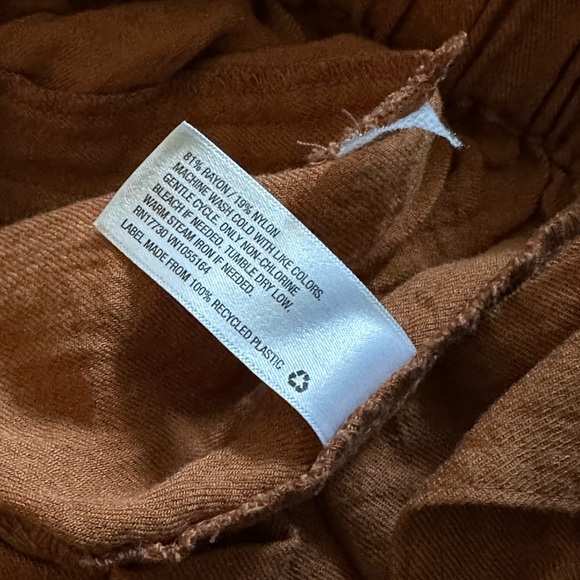 81% RAYON / 19% NYLON
MACHINE WASH COLD WITH LIKE COLORS,
GENTLE CYCLE. ONLY NON-CHLORINE
BLEACH IF NEEDED. TUMBLE DRY LOW.
WARM STEAM IRON IF NEEDED.
RN17730 VN1055164
LABEL MADE FROM 100% RECYCLED PLASTIC